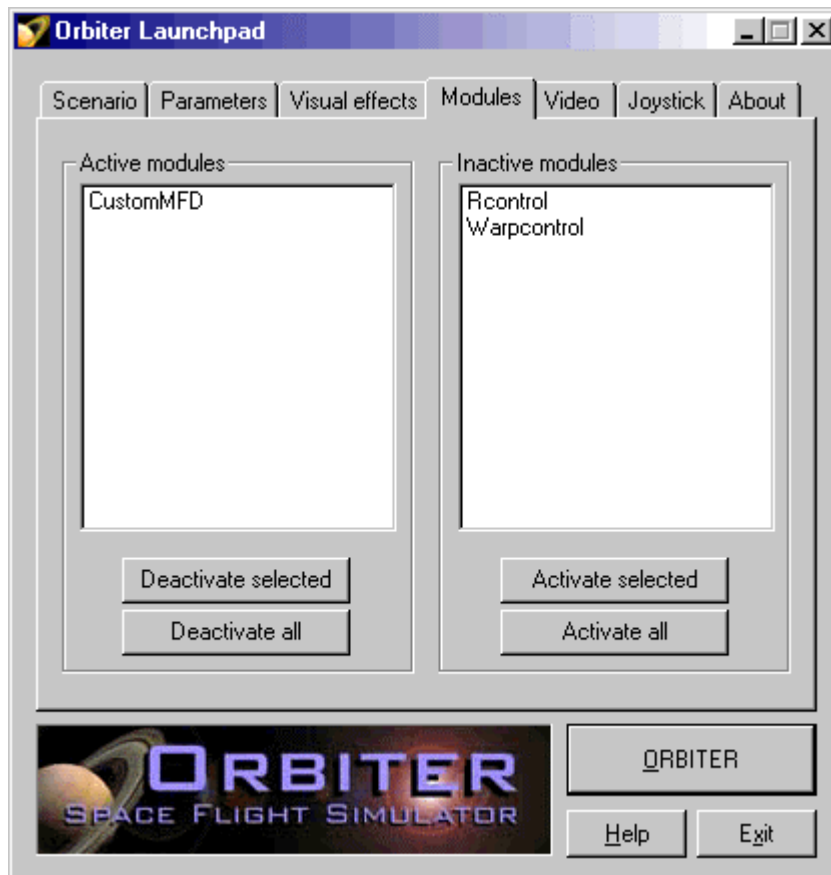 Orbiter Launchpad
Scenario Parameters Visual effects Modules Video Joystick About
Active modules
CustomMFD
Deactivate selected
Deactivate all
Inactive modules
Rcontrol
Warpcontrol
Activate selected
Activate all
ORBITER
SPACE FLIGHT SIMULATOR
ORBITER
Help Exit